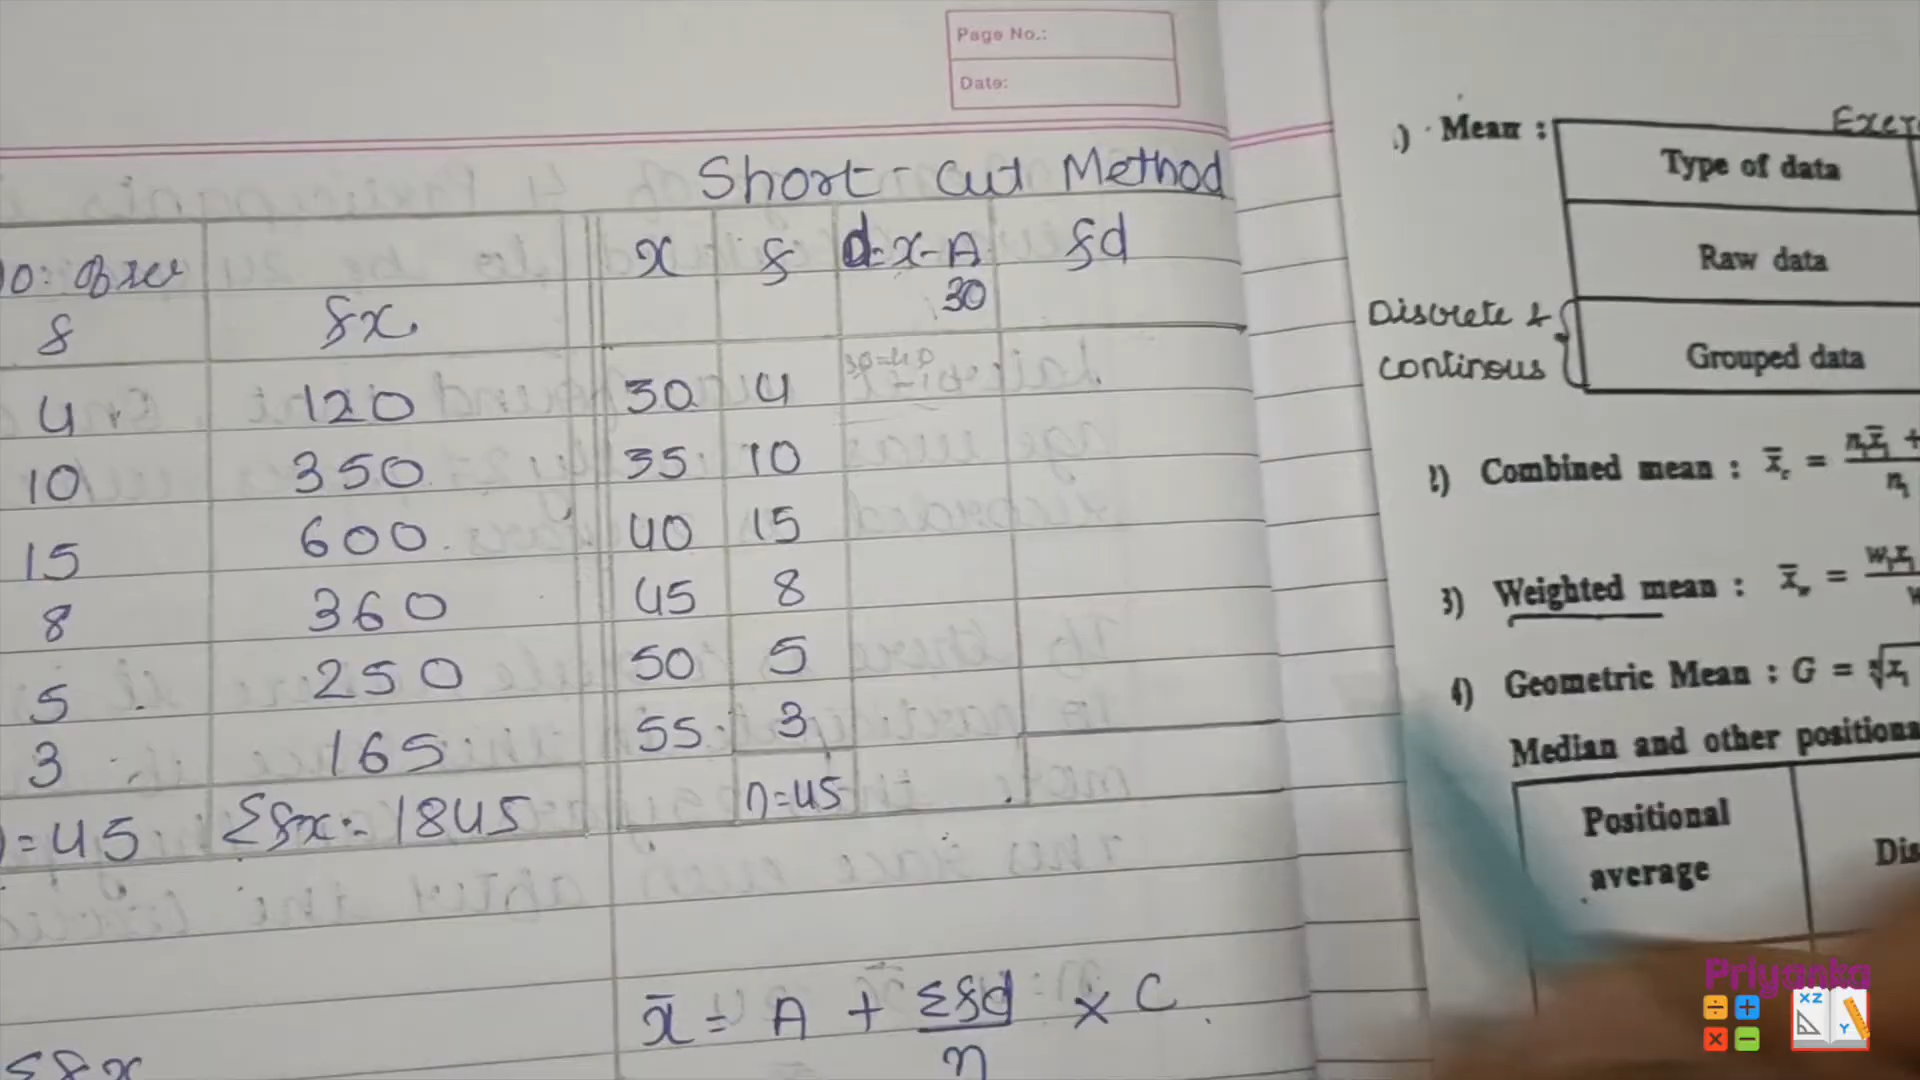 Page No.:
Date:
Short-cut Method
fx
x f d=x-A fd
30
4 120
10 350
15 600
8 360
5 250
3 165
=45 Σfx=1845
30 4
35 10
40 15
45 8
50 5
55 3
n=45
x̄ = A + Σfd/n × C
Σfx
Mean :
Type of data
Raw data
Discrete &
continous
Grouped data
2) Combined mean : x̄c =
3) Weighted mean : x̄w =
4) Geometric Mean : G =
Median and other positiona
Positional
average
Priyanka
XZ
Y